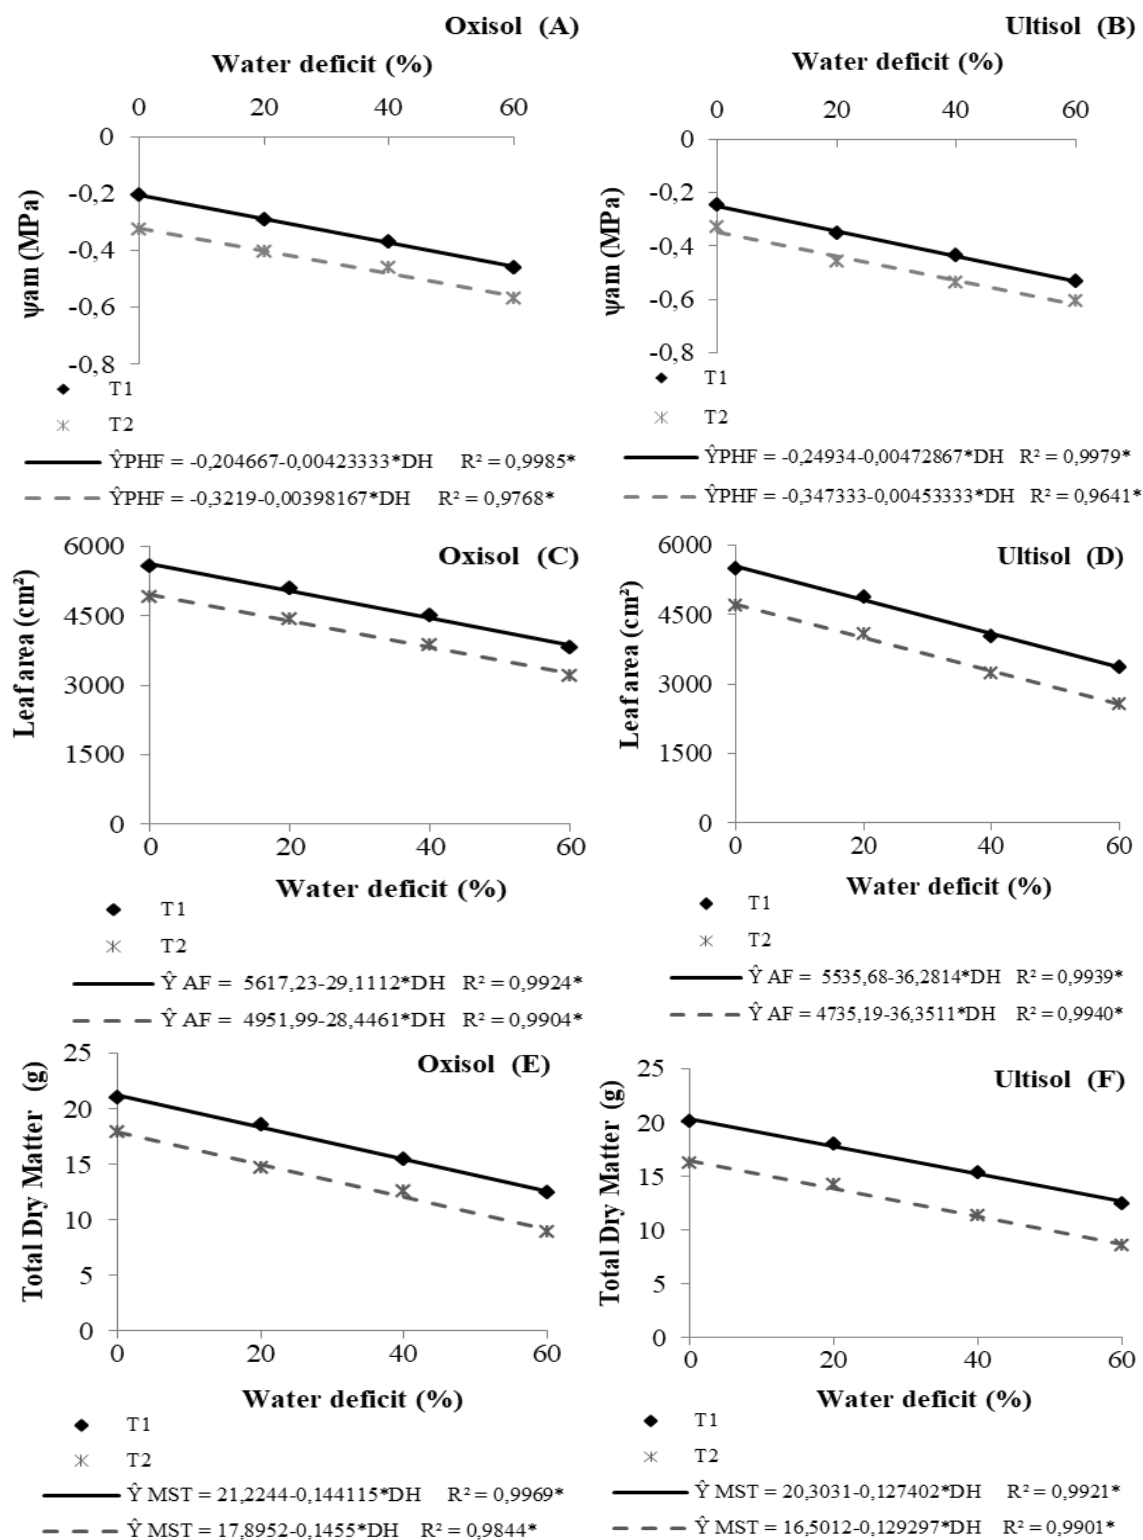 Oxisol (A)
Water deficit (%)
0 20 40 60
0
-0,2
-0,4
-0,6
-0,8
ψam (MPa)
T1
T2
ŶPHF = -0,204667-0,00423333*DH R² = 0,9985*
ŶPHF = -0,3219-0,00398167*DH R² = 0,9768*
Ultisol (B)
Water deficit (%)
0 20 40 60
0
-0,2
-0,4
-0,6
-0,8
ψam (MPa)
T1
T2
ŶPHF = -0,24934-0,00472867*DH R² = 0,9979*
ŶPHF = -0,347333-0,00453333*DH R² = 0,9641*
Oxisol (C)
6000
4500
3000
1500
0
Leaf area (cm²)
0 20 40 60
Water deficit (%)
T1
T2
Ŷ AF = 5617,23-29,1112*DH R² = 0,9924*
Ŷ AF = 4951,99-28,4461*DH R² = 0,9904*
Ultisol (D)
6000
4500
3000
1500
0
Leaf area (cm²)
0 20 40 60
Water deficit (%)
T1
T2
Ŷ AF = 5535,68-36,2814*DH R² = 0,9939*
Ŷ AF = 4735,19-36,3511*DH R² = 0,9940*
Oxisol (E)
25
20
15
10
5
0
Total Dry Matter (g)
0 20 40 60
Water deficit (%)
T1
T2
Ŷ MST = 21,2244-0,144115*DH R² = 0,9969*
Ŷ MST = 17,8952-0,1455*DH R² = 0,9844*
Ultisol (F)
25
20
15
10
5
0
Total Dry Matter (g)
0 20 40 60
Water deficit (%)
T1
T2
Ŷ MST = 20,3031-0,127402*DH R² = 0,9921*
Ŷ MST = 16,5012-0,129297*DH R² = 0,9901*